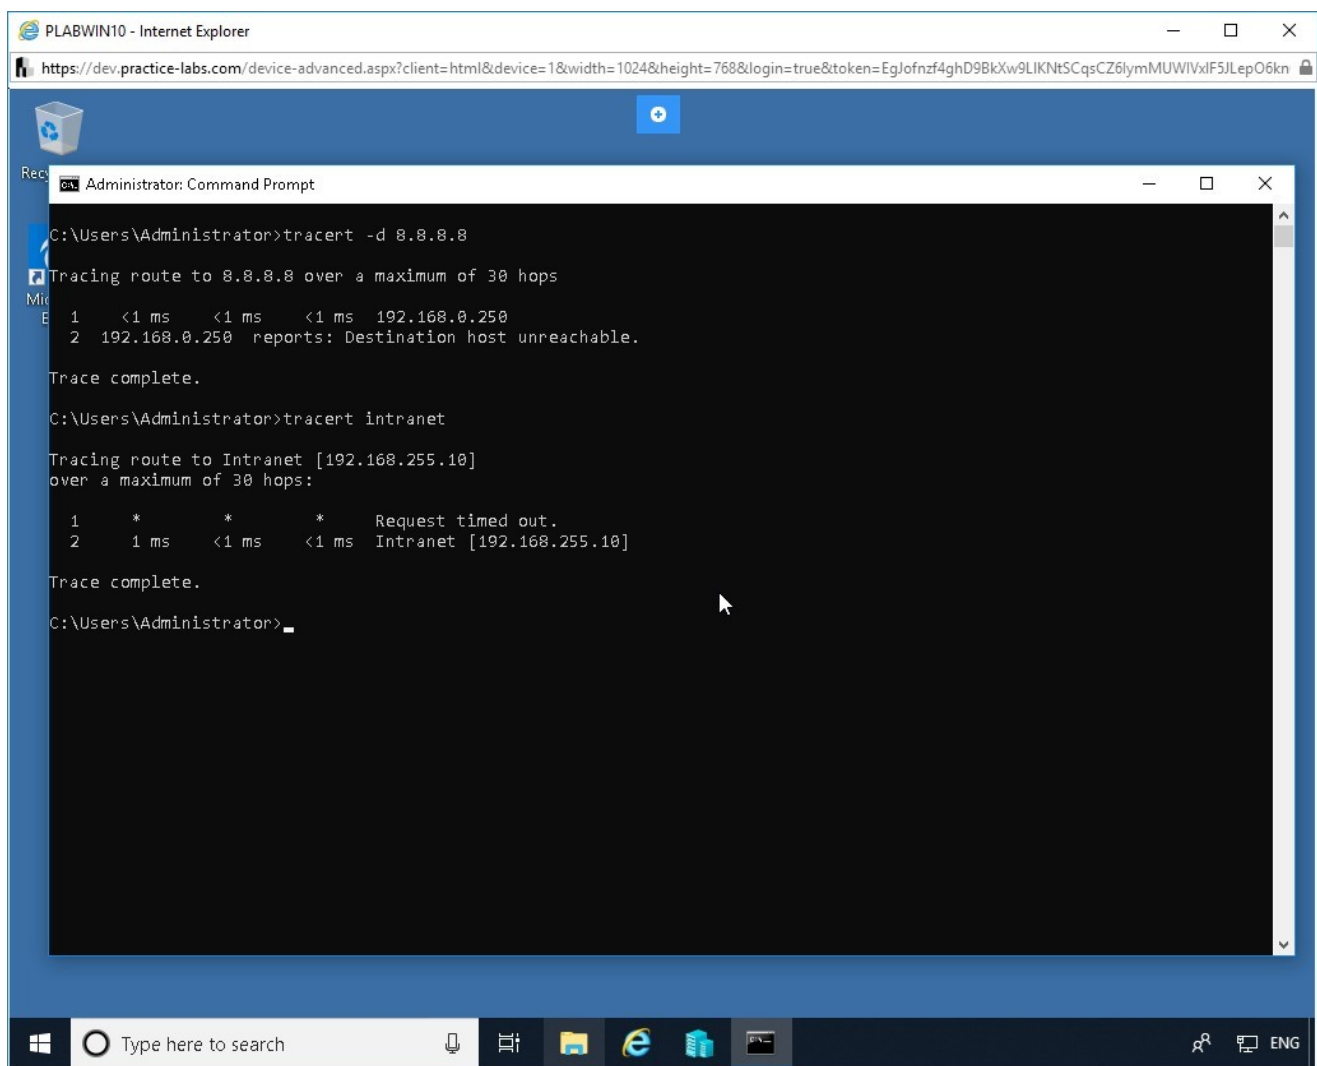 PLABWIN10 - Internet Explorer
https://dev.practice-labs.com/device-advanced.aspx?client=html&device=1&width=1024&height=768&login=true&token=
Administrator: Command Prompt
C:\Users\Administrator>tracert -d 8.8.8.8
Tracing route to 8.8.8.8 over a maximum of 30 hops
1 <1 ms <1 ms <1 ms 192.168.0.250
2 192.168.0.250 reports: Destination host unreachable.
Trace complete.
C:\Users\Administrator>tracert intranet
Tracing route to Intranet [192.168.255.10]
over a maximum of 30 hops:
1 * * * Request timed out.
2 1 ms <1 ms <1 ms Intranet [192.168.255.10]
Trace complete.
C:\Users\Administrator>
Type here to search
ENG